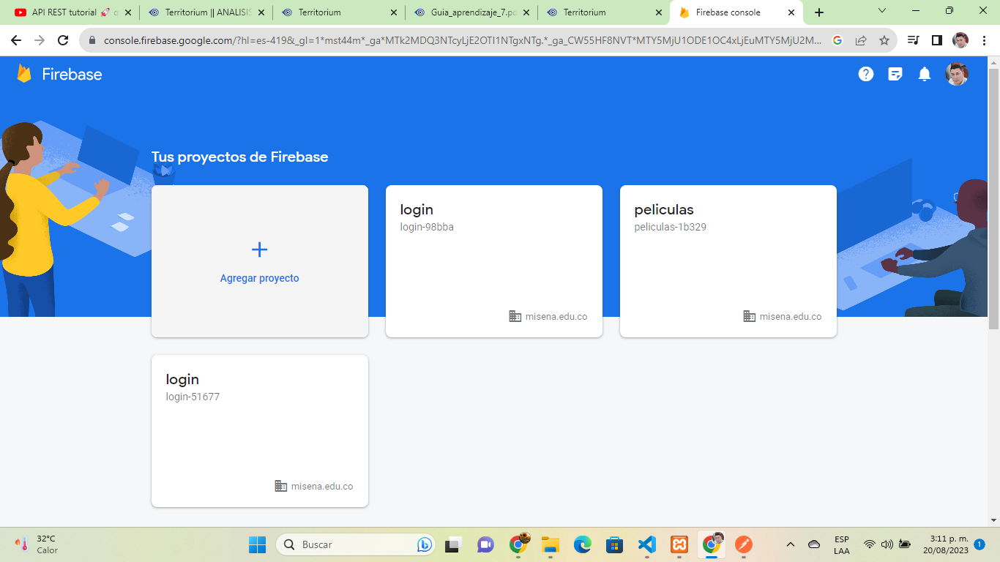 API REST tutorial 🚀 q
Territorium || ANALISIS
Territorium
Guia_aprendizaje_7.pd
Territorium
Firebase console
console.firebase.google.com/?hl=es-419&_gl=1*mst44m*_ga*MTk2MDQ3NTcyLjE2OTI1NTgxNTg.*_ga_CW55HF8NVT*MTY5MjU1ODE1OC4xLjEuMTY5MjU2M...
Firebase
Tus proyectos de Firebase
Agregar proyecto
login
login-98bba
misena.edu.co
peliculas
peliculas-1b329
misena.edu.co
login
login-51677
misena.edu.co
32°C
Calor
Buscar
ESP
LAA
3:11 p. m.
20/08/2023
1